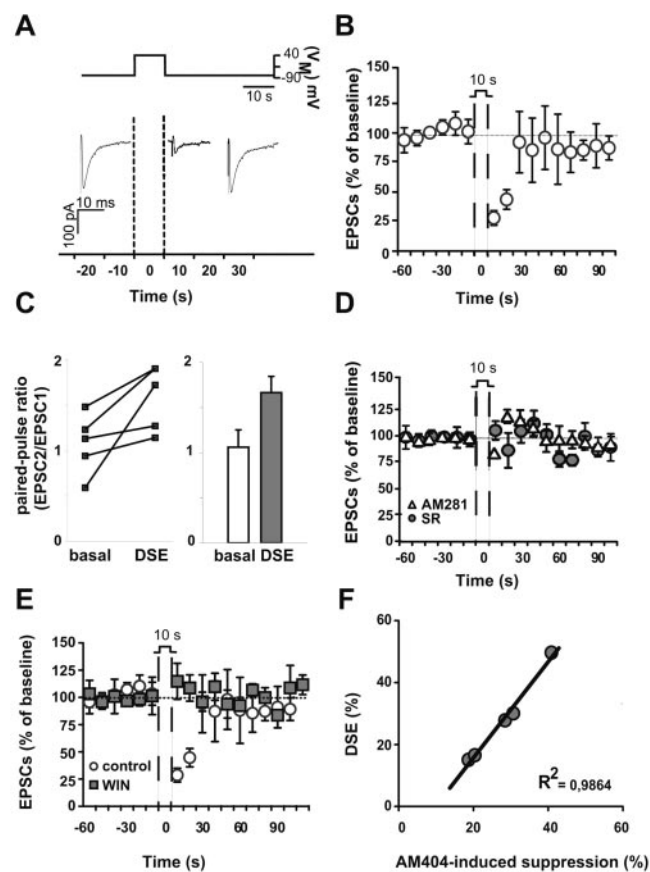 A
(V_M) mV
40
-90
10 s
100 pA
10 ms
-20 -10 0 10 20 30
Time (s)
B
10 s
EPSCs (% of baseline)
150
125
100
75
50
25
0
-60 -30 0 30 60 90
Time (s)
C
paired-pulse ratio
(EPSC2/EPSC1)
2
1
0
basal DSE
2
1
0
basal DSE
D
10 s
EPSCs (% of baseline)
150
125
100
75
50
25
0
AM281
SR
-60 -30 0 30 60 90
Time (s)
E
10 s
EPSCs (% of baseline)
150
125
100
75
50
25
0
control
WIN
-60 -30 0 30 60 90
Time (s)
F
DSE (%)
60
40
20
0
R² = 0,9864
0 20 40 60
AM404-induced suppression (%)